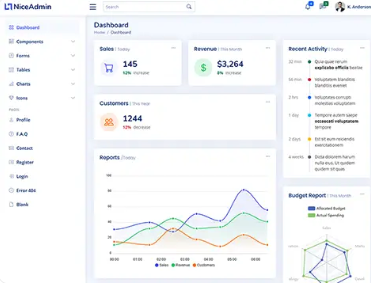 NiceAdmin
Search
K. Anderson
Dashboard
Components
Forms
Tables
Charts
Icons
Profile
F.A.Q
Contact
Register
Login
Error 404
Blank
Dashboard
Home / Dashboard
Sales | Today
145
12% increase
Revenue | This Month
$3,264
8% increase
Customers | This Year
1244
12% decrease
Reports | Today
100
80
60
40
20
0
00:00 01:00 02:00 03:00 04:00 05:00 06:00
Sales Revenue Customers
Recent Activity | Today
32 min Quia quae rerum
explicabo officiis beatae
56 min Voluptatem blanditiis
blanditiis eveniet
2 hrs Voluptates corrupti
molestias voluptatem
1 day Tempore autem saepe
occaecati voluptatem
tempore
2 days Est sit eum reiciendis
exercitationem
4 weeks Dicta dolorem harum
nulla eius. Ut quidem
quidem sit quas
Budget Report | This Month
Allocated Budget
Actual Spending